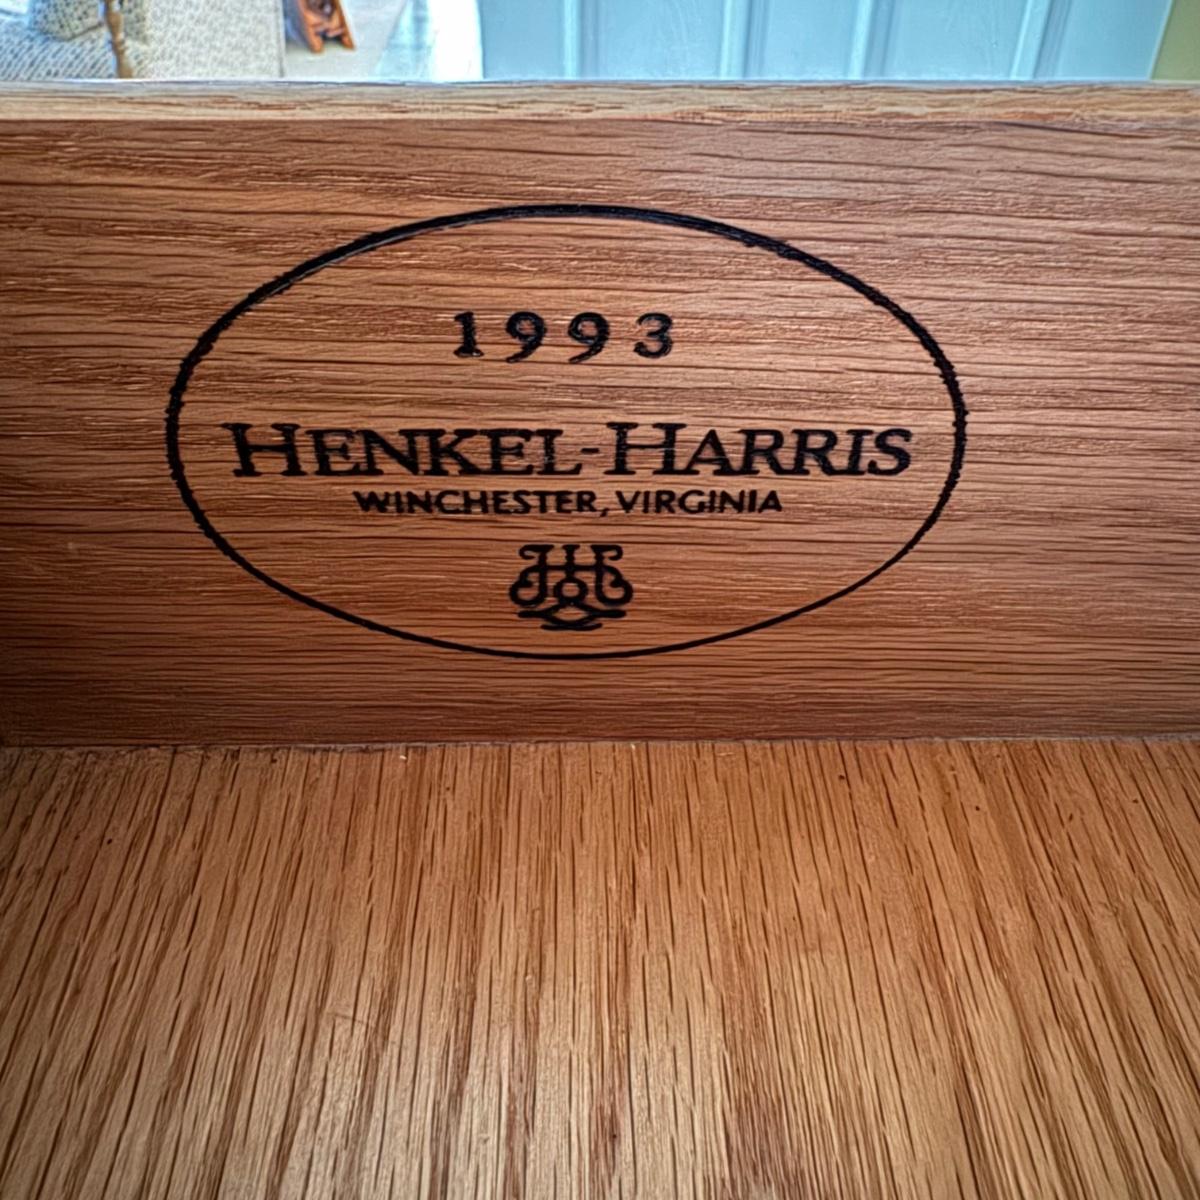 1993
HENKEL-HARRIS
WINCHESTER, VIRGINIA